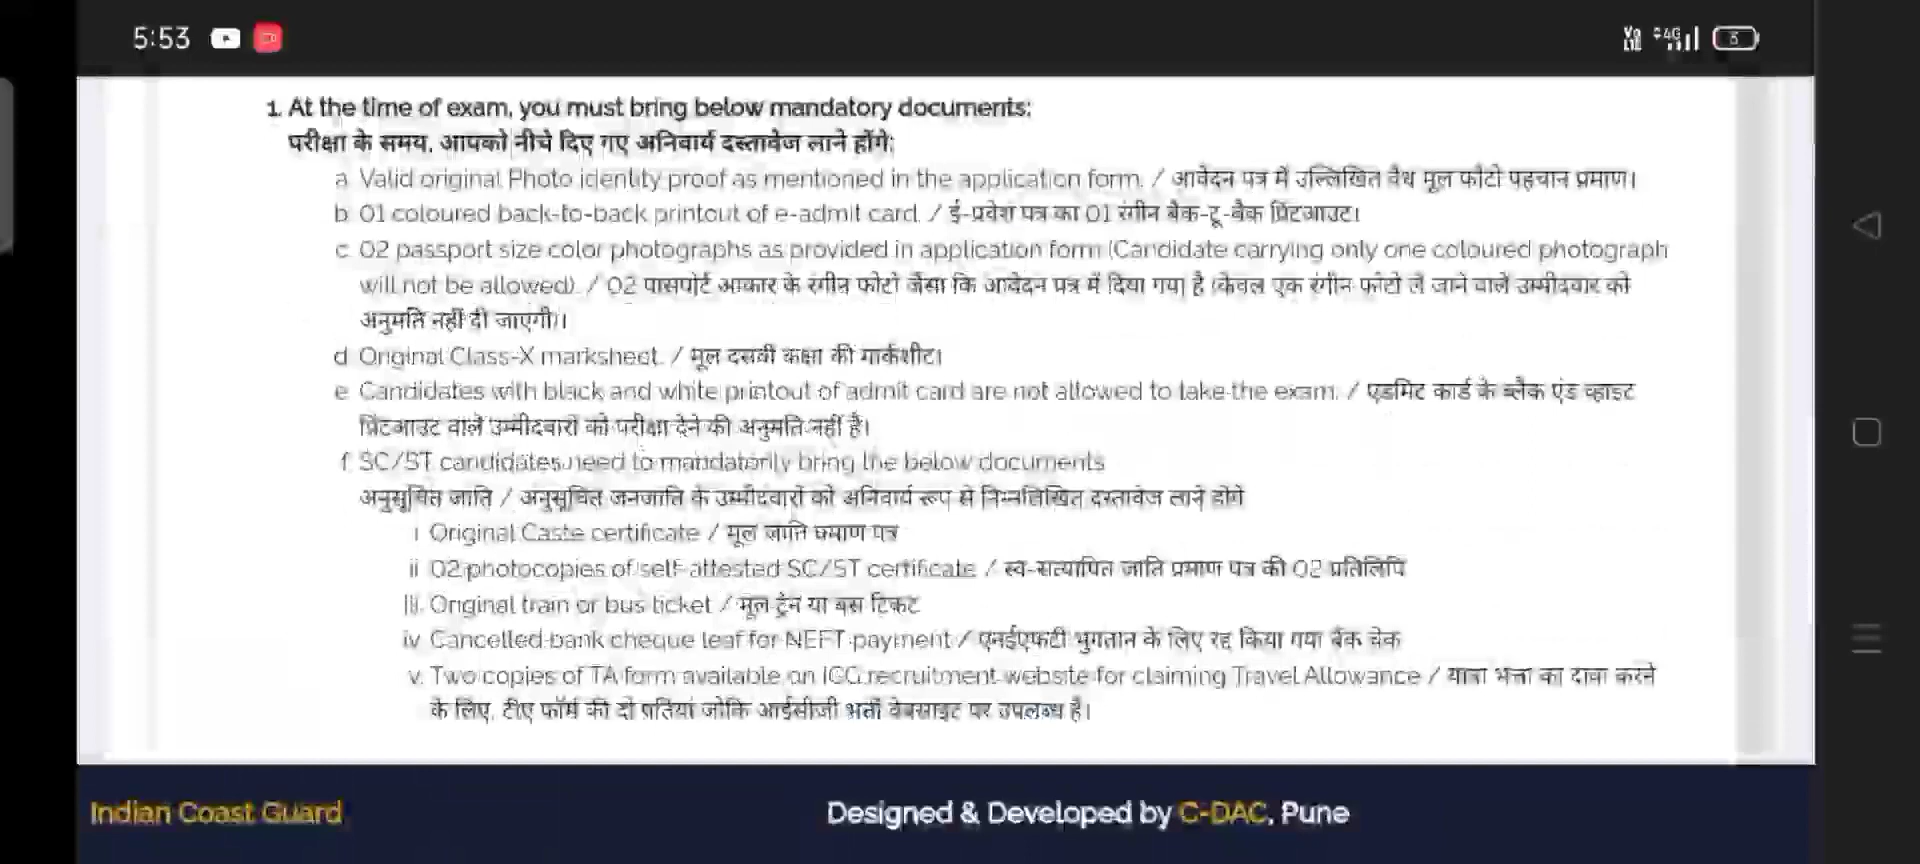 5:53
4G
1. At the time of exam, you must bring below mandatory documents:
परीक्षा के समय, आपको नीचे दिए गए अनिवार्य दस्तावेज लाने होंगे:
a. Valid original Photo identity proof as mentioned in the application form. / आवेदन पत्र में उल्लिखित वैध मूल फोटो पहचान प्रमाण।
b. 01 coloured back-to-back printout of e-admit card. / ई-प्रवेश पत्र का 01 रंगीन बैक-टू-बैक प्रिंटआउट।
c. 02 passport size color photographs as provided in application form (Candidate carrying only one coloured photograph
will not be allowed). / 02 पासपोर्ट आकार के रंगीन फोटो जैसा कि आवेदन पत्र में दिया गया है (केवल एक रंगीन फोटो ले जाने वाले उम्मीदवार को
अनुमति नहीं दी जाएगी)।
d. Original Class-X marksheet. / मूल दसवीं कक्षा की मार्कशीट।
e. Candidates with black and white printout of admit card are not allowed to take the exam. / एडमिट कार्ड के ब्लैक एंड व्हाइट
प्रिंटआउट वाले उम्मीदवारों को परीक्षा देने की अनुमति नहीं है।
f. SC/ST candidates need to mandatorily bring the below documents
अनुसूचित जाति / अनुसूचित जनजाति के उम्मीदवारों को अनिवार्य रूप से निम्नलिखित दस्तावेज लाने होंगे
i. Original Caste certificate / मूल जाति प्रमाण पत्र
ii. 02 photocopies of self-attested SC/ST certificate / स्व-सत्यापित जाति प्रमाण पत्र की 02 प्रतिलिपि
iii. Original train or bus ticket / मूल ट्रेन या बस टिकट
iv. Cancelled bank cheque leaf for NEFT payment / एनईएफटी भुगतान के लिए रद्द किया गया बैंक चेक
v. Two copies of TA form available on ICG recruitment website for claiming Travel Allowance / यात्रा भत्ता का दावा करने
के लिए, टीए फॉर्म की दो प्रतियां जोकि आईसीजी भर्ती वेबसाइट पर उपलब्ध है।
Indian Coast Guard
Designed & Developed by C-DAC, Pune